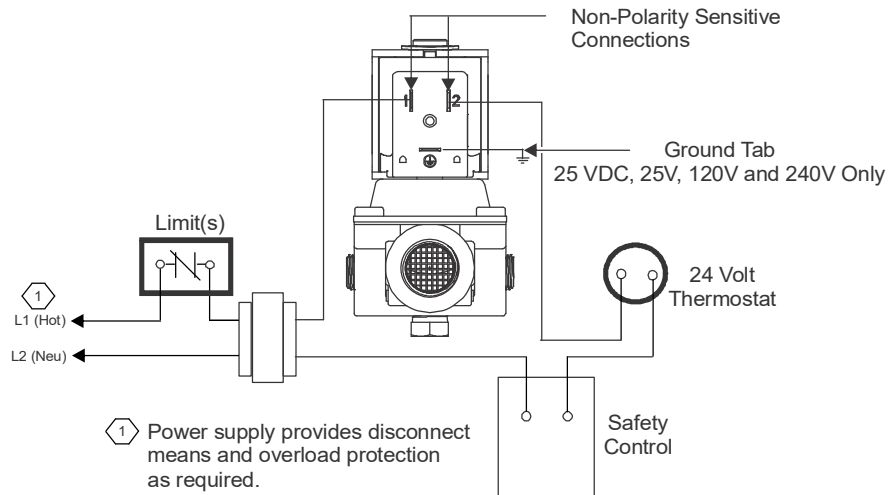 Non-Polarity Sensitive
Connections
1
2
Ground Tab
25 VDC, 25V, 120V and 240V Only
Limit(s)
24 Volt
Thermostat
1
L1 (Hot)
L2 (Neu)
1 Power supply provides disconnect
means and overload protection
as required.
Safety
Control